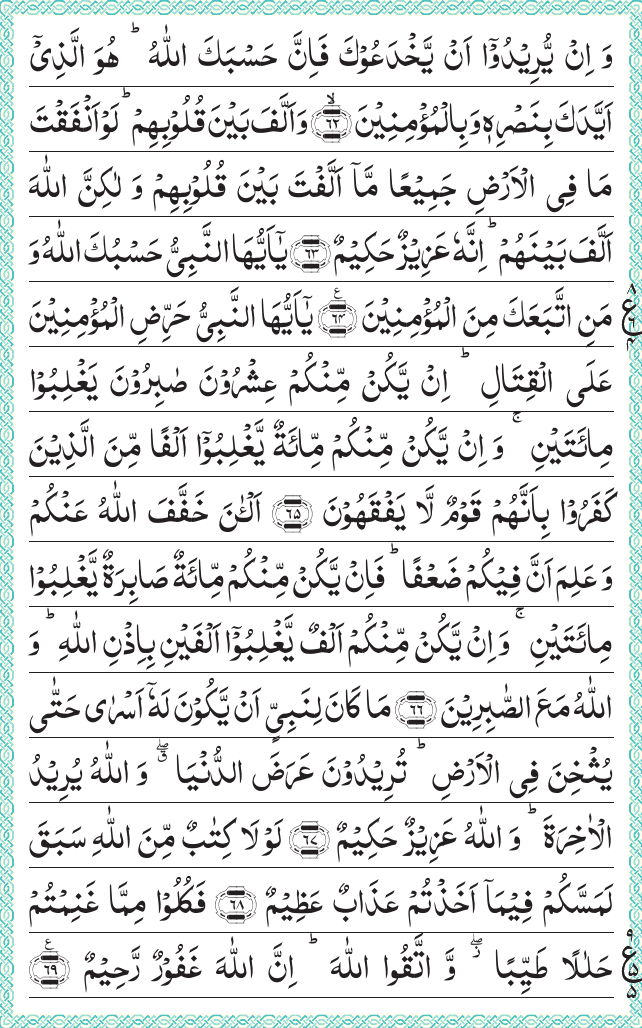 وَ اِنۡ يُّرِيۡدُوۡۤا اَنۡ يَّخۡدَعُوۡكَ فَاِنَّ حَسۡبَكَ اللّٰهُ‌ؕ هُوَ الَّذِىۡۤ
اَيَّدَكَ بِنَصۡرِهٖ وَبِالۡمُؤۡمِنِيۡنَۙ‏ ﴿۶۲﴾ وَاَلَّفَ بَيۡنَ قُلُوۡبِهِمۡ‌ؕ لَوۡ اَنۡفَقۡتَ
مَا فِى الۡاَرۡضِ جَمِيۡعًا مَّاۤ اَلَّفۡتَ بَيۡنَ قُلُوۡبِهِمۡ وَ لٰـكِنَّ اللّٰهَ
اَلَّفَ بَيۡنَهُمۡ‌ؕ اِنَّهٗ عَزِيۡزٌ حَكِيۡمٌ‏ ﴿۶۳﴾ يٰۤاَيُّهَا النَّبِىُّ حَسۡبُكَ اللّٰهُ وَ
مَنِ اتَّبَعَكَ مِنَ الۡمُؤۡمِنِيۡنَ‏ ﴿۶۴﴾ يٰۤاَيُّهَا النَّبِىُّ حَرِّضِ الۡمُؤۡمِنِيۡنَ
عَلَى الۡقِتَالِ‌ ؕ اِنۡ يَّكُنۡ مِّنۡكُمۡ عِشۡرُوۡنَ صٰبِرُوۡنَ يَغۡلِبُوۡا
مِائَتَيۡنِ‌ ۚ وَ اِنۡ يَّكُنۡ مِّنۡكُمۡ مِّائَةٌ يَّغۡلِبُوۡۤا اَلۡفًا مِّنَ الَّذِيۡنَ
كَفَرُوۡا بِاَنَّهُمۡ قَوۡمٌ لَّا يَفۡقَهُوۡنَ‏ ﴿۶۵﴾ اَلۡـٰٔنَ خَفَّفَ اللّٰهُ عَنۡكُمۡ
وَ عَلِمَ اَنَّ فِيۡكُمۡ ضَعۡفًا‌ؕ فَاِنۡ يَّكُنۡ مِّنۡكُمۡ مِّائَةٌ صَابِرَةٌ يَّغۡلِبُوۡا
مِائَتَيۡنِ‌ۚ وَ اِنۡ يَّكُنۡ مِّنۡكُمۡ اَلۡفٌ يَّغۡلِبُوۡۤا اَلۡفَيۡنِ بِاِذۡنِ اللّٰهِؕ وَ
اللّٰهُ مَعَ الصّٰبِرِيۡنَ‏ ﴿۶۶﴾ مَا كَانَ لِنَبِىٍّ اَنۡ يَّكُوۡنَ لَهٗۤ اَسۡرٰى حَتّٰى
يُثۡخِنَ فِى الۡاَرۡضِ‌ؕ تُرِيۡدُوۡنَ عَرَضَ الدُّنۡيَا ۖۗ وَ اللّٰهُ يُرِيۡدُ
الۡاٰخِرَةَ‌ ؕ وَ اللّٰهُ عَزِيۡزٌ حَكِيۡمٌ‏ ﴿۶۷﴾ لَوۡلَا كِتٰبٌ مِّنَ اللّٰهِ سَبَقَ
لَمَسَّكُمۡ فِيۡمَاۤ اَخَذۡتُمۡ عَذَابٌ عَظِيۡمٌ‏ ﴿۶۸﴾ فَكُلُوۡا مِمَّا غَنِمۡتُمۡ
حَلٰلًا طَيِّبًا ۖۗ وَّ اتَّقُوا اللّٰهَ‌ ؕ اِنَّ اللّٰهَ غَفُوۡرٌ رَّحِيۡمٌ‏ ﴿۶۹﴾